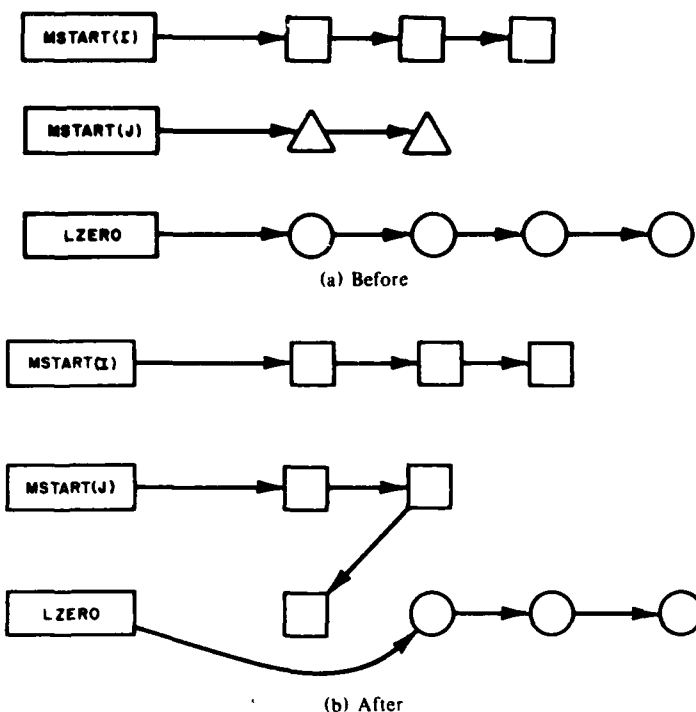 MSTART(I)
MSTART(J)
LZERO
(a) Before
MSTART(I)
MSTART(J)
LZERO
(b) After